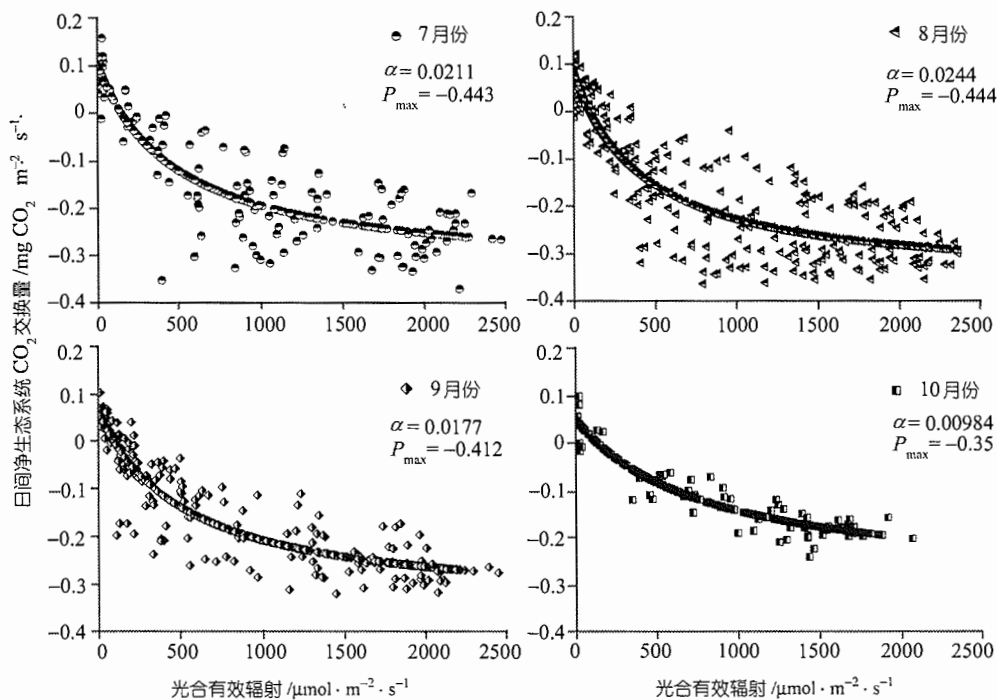 日间净生态系统 CO₂ 交换量 /mg CO₂ m⁻² s⁻¹.
0.2
0.1
0
−0.1
−0.2
−0.3
−0.4
0 500 1000 1500 2000 2500
7 月份
α = 0.0211
P_max = −0.443
0.2
0.1
0
−0.1
−0.2
−0.3
−0.4
0 500 1000 1500 2000 2500
8 月份
α = 0.0244
P_max = −0.444
0.2
0.1
0
−0.1
−0.2
−0.3
−0.4
0 500 1000 1500 2000 2500
9 月份
α = 0.0177
P_max = −0.412
光合有效辐射 /μmol · m⁻² · s⁻¹
0.2
0.1
0
−0.1
−0.2
−0.3
−0.4
0 500 1000 1500 2000 2500
10 月份
α = 0.00984
P_max = −0.35
光合有效辐射 /μmol · m⁻² · s⁻¹